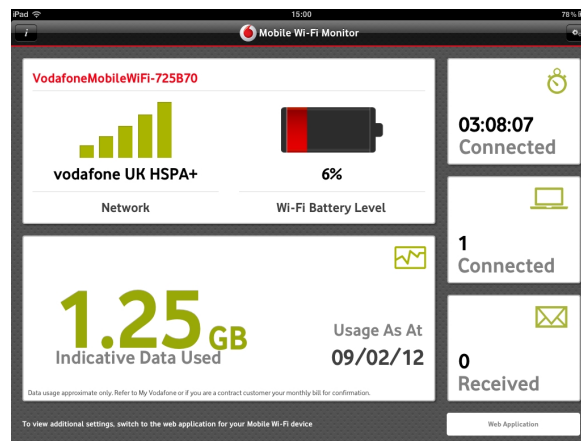 iPad
15:00
78%
i
Mobile Wi-Fi Monitor
VodafoneMobileWiFi-725B70
vodafone UK HSPA+
6%
Network
Wi-Fi Battery Level
03:08:07
Connected
1
Connected
1.25 GB
Indicative Data Used
Usage As At
09/02/12
Data usage approximate only. Refer to My Vodafone or if you are a contract customer your monthly bill for confirmation.
0
Received
To view additional settings, switch to the web application for your Mobile Wi-Fi device
Web Application